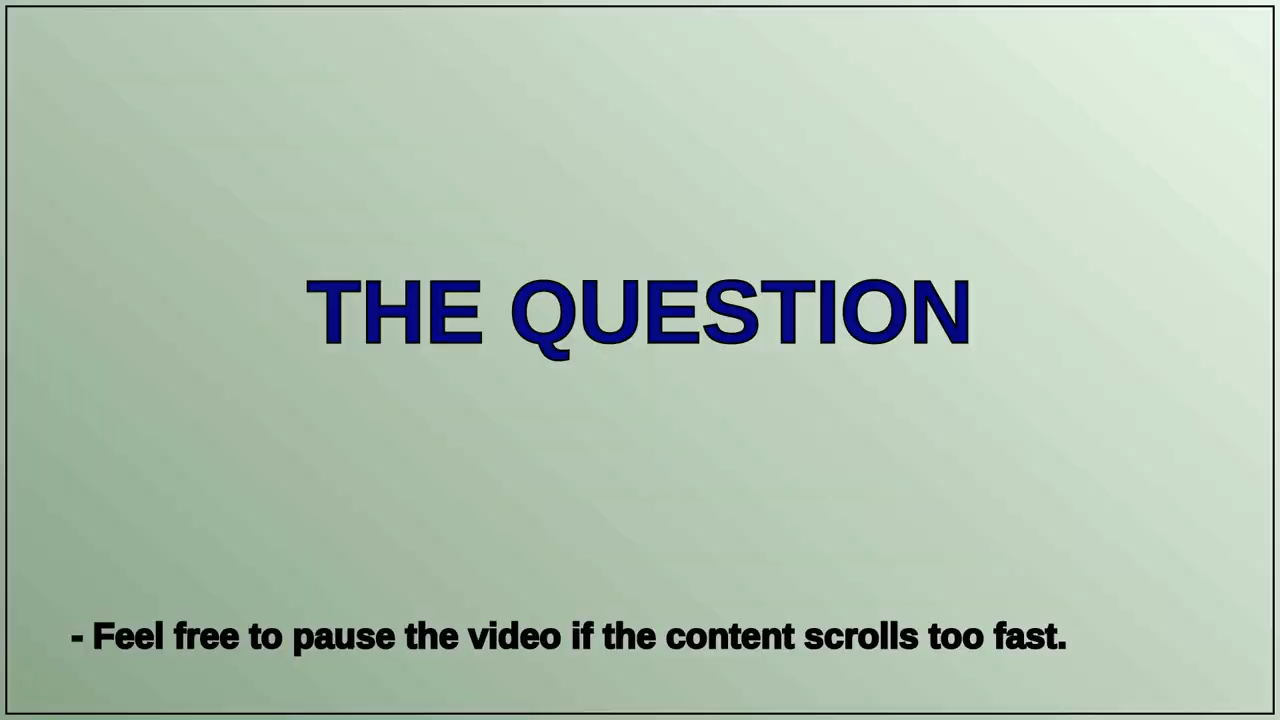 THE QUESTION
- Feel free to pause the video if the content scrolls too fast.